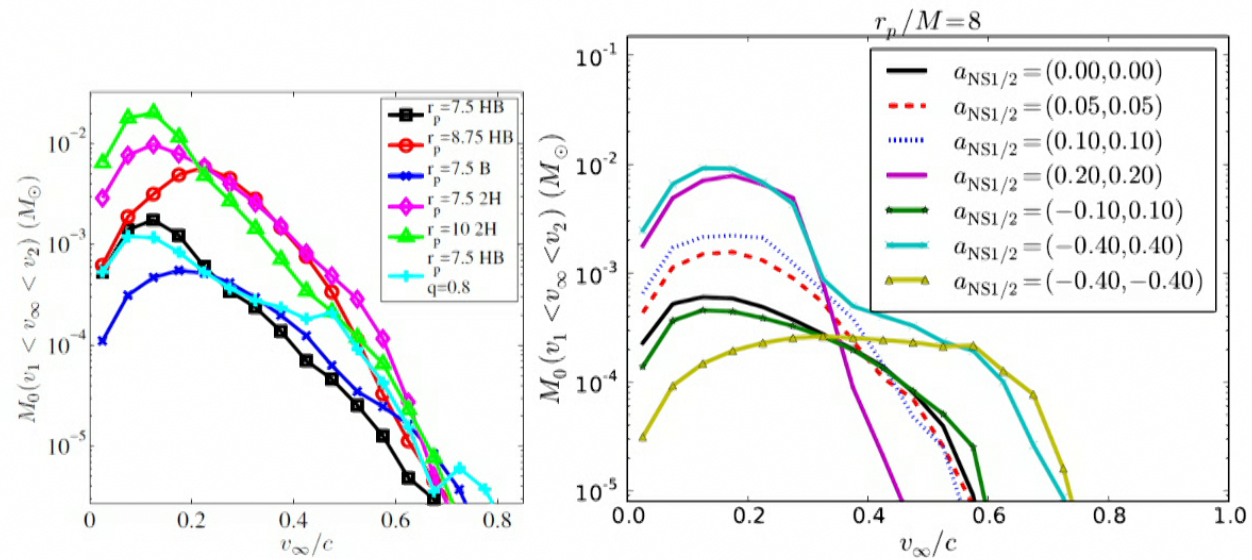 M₀(v₁ < v∞ < v₂) (M☉)
10⁻²
10⁻³
10⁻⁴
10⁻⁵
0
0.2
0.4
0.6
0.8
v∞/c
r_p=7.5 HB
r_p=8.75 HB
r_p=7.5 B
r_p=7.5 2H
r_p=10 2H
r_p=7.5 HB
q=0.8
r_p/M=8
M₀(v₁ <v∞ < v₂) (M☉)
10⁻¹
10⁻²
10⁻³
10⁻⁴
10⁻⁵
0.0
0.2
0.4
0.6
0.8
1.0
v∞/c
a_NS1/2=(0.00,0.00)
a_NS1/2=(0.05,0.05)
a_NS1/2=(0.10,0.10)
a_NS1/2=(0.20,0.20)
a_NS1/2=(−0.10,0.10)
a_NS1/2=(−0.40,0.40)
a_NS1/2=(−0.40,−0.40)